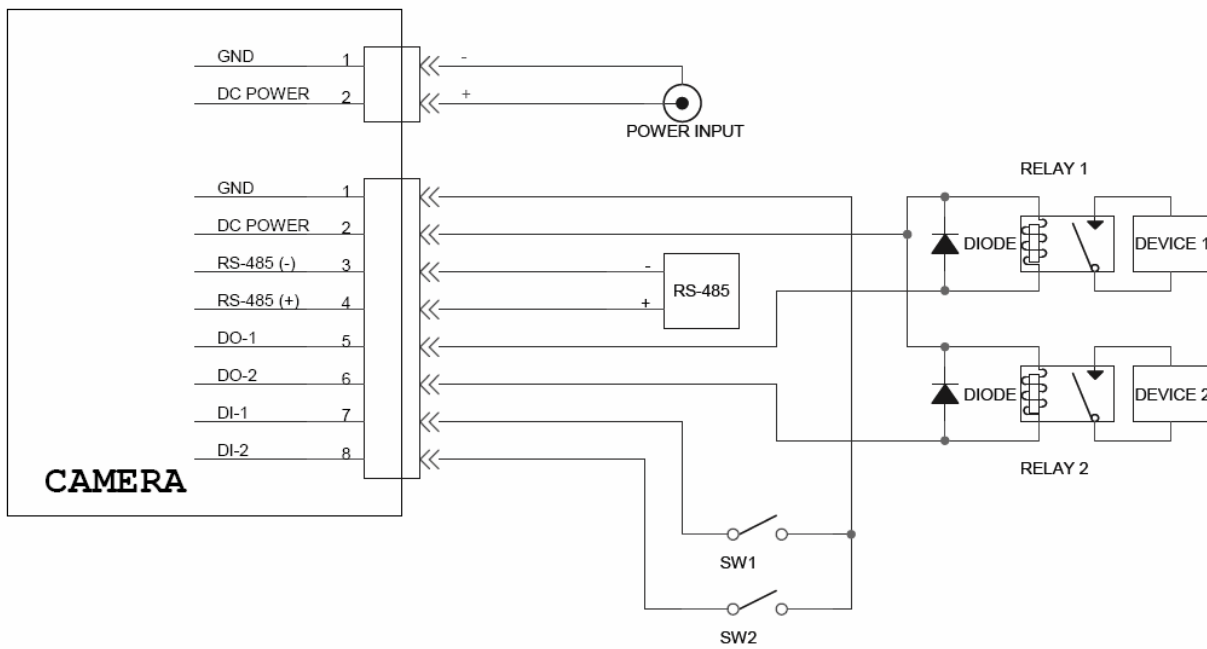 GND 1 -
DC POWER 2 +
POWER INPUT
GND 1
DC POWER 2
RS-485 (-) 3 -
RS-485 (+) 4 +
RS-485
DO-1 5
DO-2 6
DI-1 7
DI-2 8
CAMERA
RELAY 1
DIODE
DEVICE 1
DIODE
DEVICE 2
RELAY 2
SW1
SW2